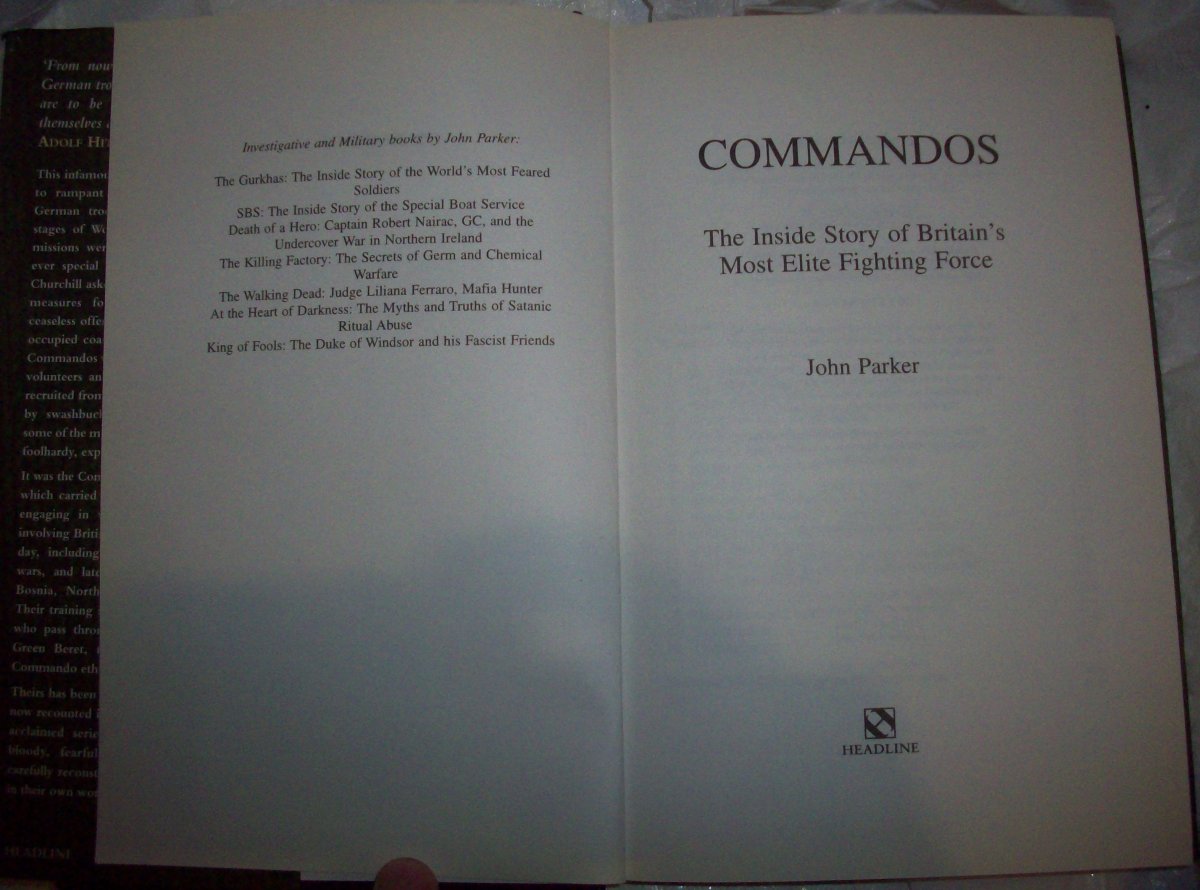 'From now
German tro
are to be
themselves
ADOLF HI
This infamou
to rampant
German tro
stages of Wo
missions wer
ever special
Churchill ask
measures fo
ceaseless offe
occupied coa
Commandos
volunteers an
recruited from
by swashbuc
some of the m
foolhardy, exp
It was the Con
which carried
engaging in
involving Briti
day, including
wars, and late
Bosnia, North
Their training
who pass thro
Green Beret,
Commando eth
Theirs has been
now recounted i
acclaimed serie
bloody, fearful
carefully reconst
in their own wor
HEADLINE
Investigative and Military books by John Parker:
The Gurkhas: The Inside Story of the World's Most Feared
Soldiers
SBS: The Inside Story of the Special Boat Service
Death of a Hero: Captain Robert Nairac, GC, and the
Undercover War in Northern Ireland
The Killing Factory: The Secrets of Germ and Chemical
Warfare
The Walking Dead: Judge Liliana Ferraro, Mafia Hunter
At the Heart of Darkness: The Myths and Truths of Satanic
Ritual Abuse
King of Fools: The Duke of Windsor and his Fascist Friends
COMMANDOS
The Inside Story of Britain's
Most Elite Fighting Force
John Parker
HEADLINE